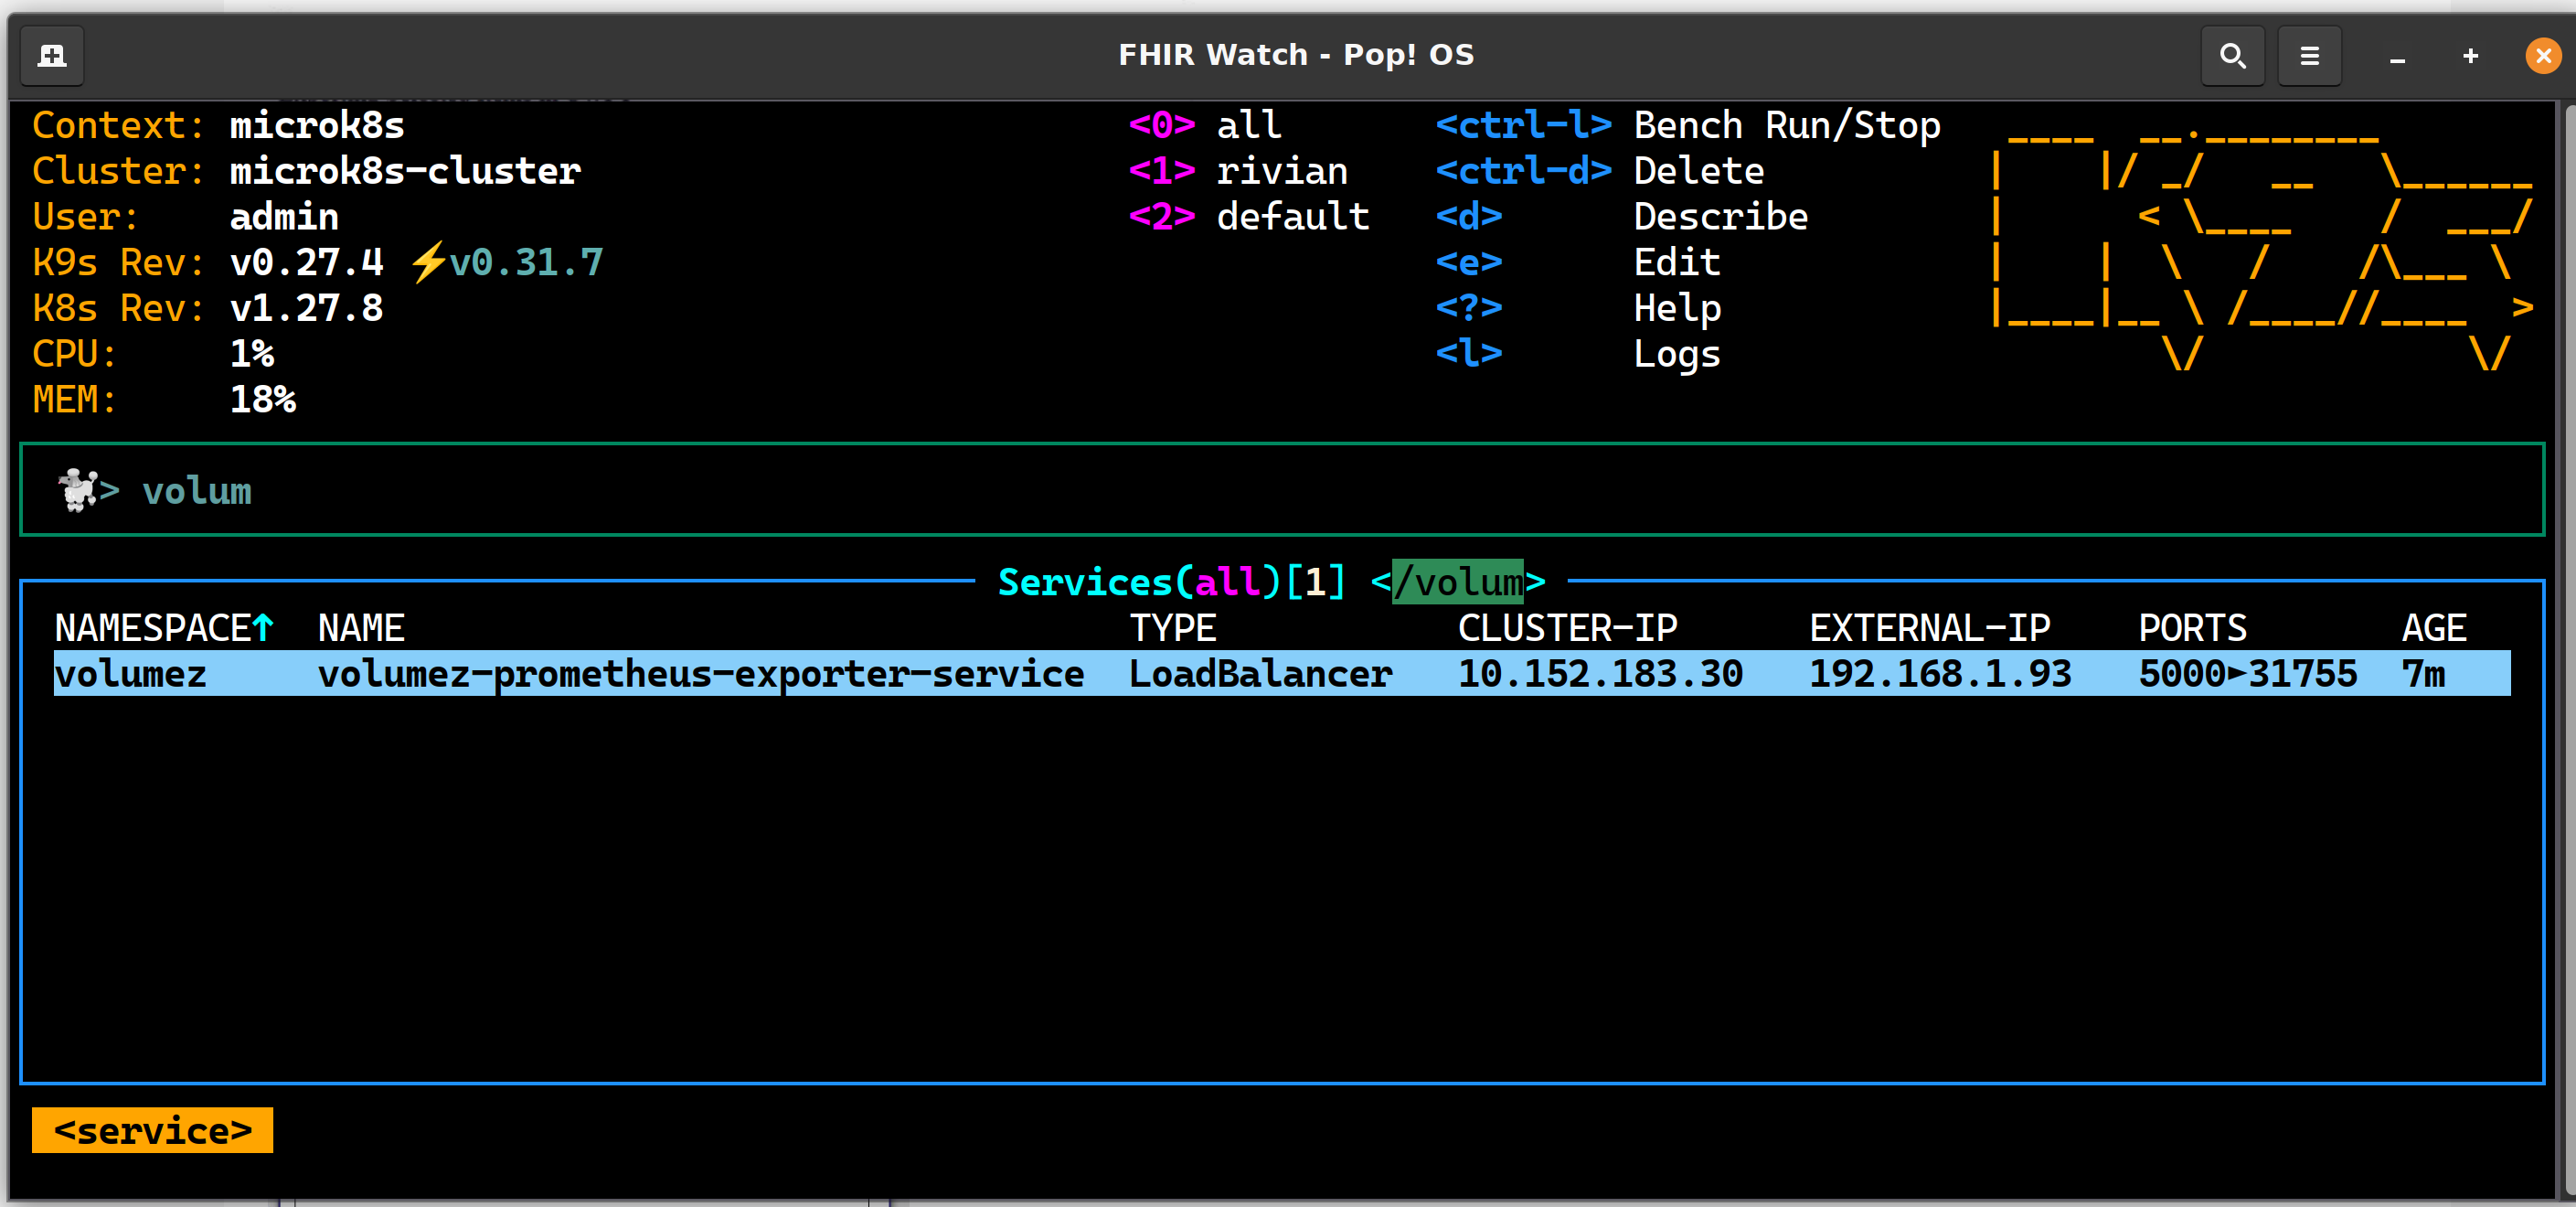 FHIR Watch - Pop! OS
Context: microk8s <0> all <ctrl-l> Bench Run/Stop
Cluster: microk8s-cluster <1> rivian <ctrl-d> Delete
User: admin <2> default <d> Describe
K9s Rev: v0.27.4 ⚡v0.31.7 <e> Edit
K8s Rev: v1.27.8 <?> Help
CPU: 1% <l> Logs
MEM: 18%
🐩> volum
Services(all)[1] </volum>
NAMESPACE↑ NAME TYPE CLUSTER-IP EXTERNAL-IP PORTS AGE
volumez volumez-prometheus-exporter-service LoadBalancer 10.152.183.30 192.168.1.93 5000►31755 7m
<service>